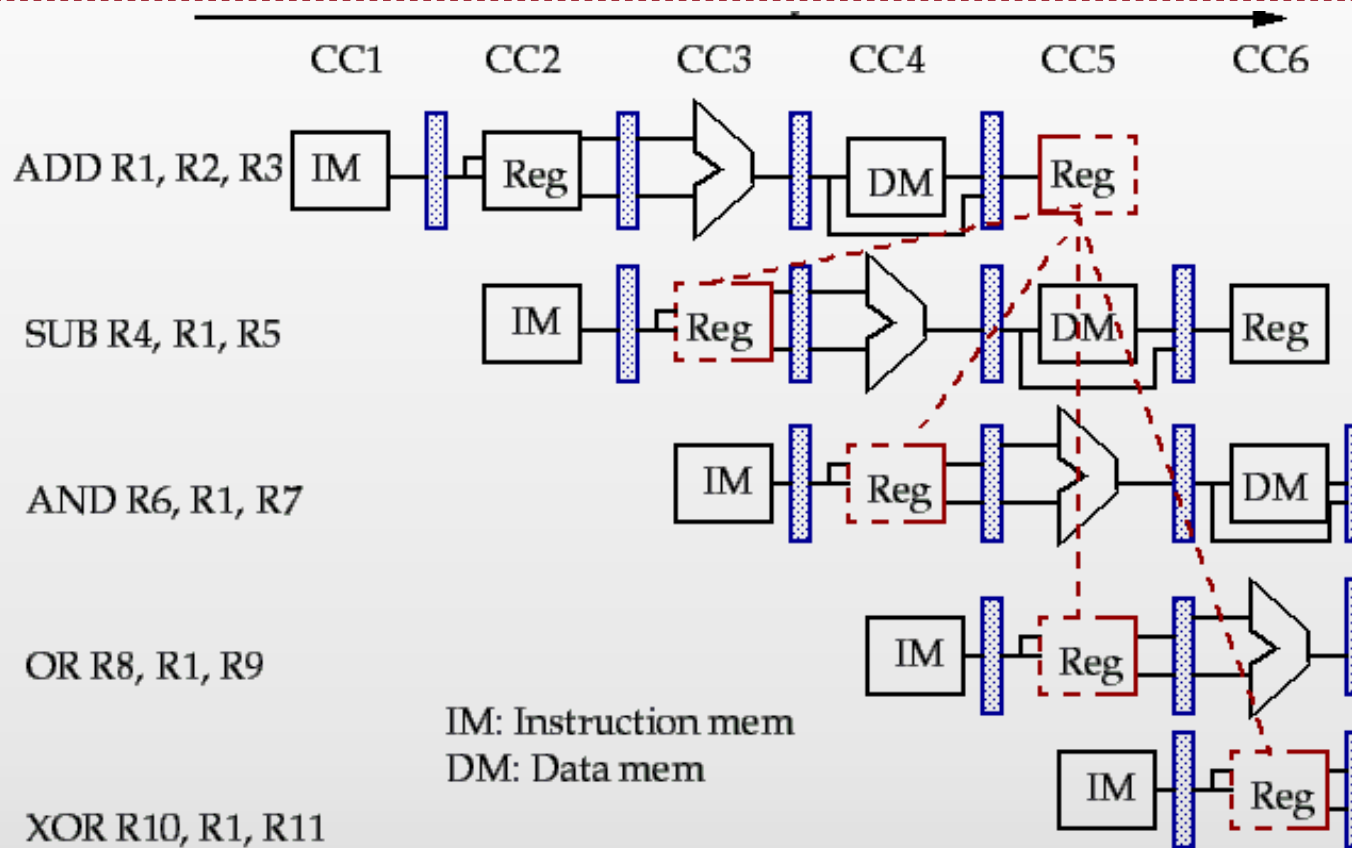 CC1 CC2 CC3 CC4 CC5 CC6
ADD R1, R2, R3 IM Reg DM Reg
SUB R4, R1, R5 IM Reg DM Reg
AND R6, R1, R7 IM Reg DM
OR R8, R1, R9 IM Reg
IM: Instruction mem
DM: Data mem
IM Reg
XOR R10, R1, R11